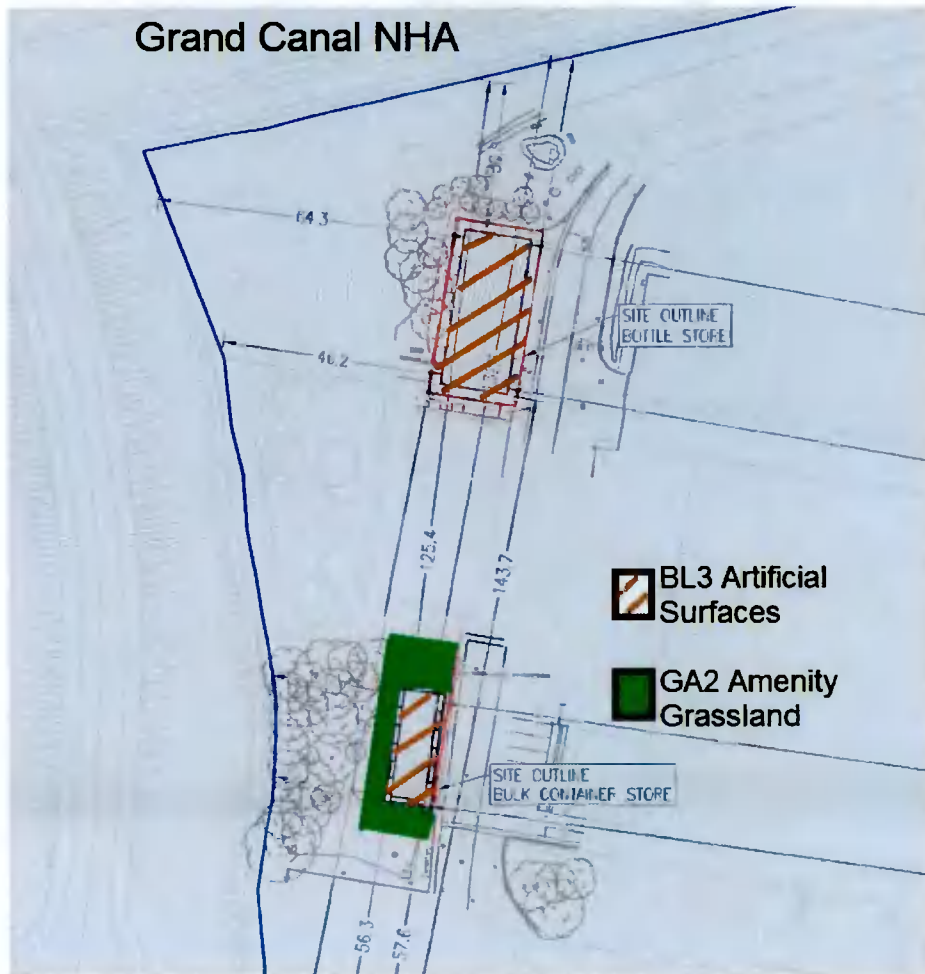 Grand Canal NHA
64.3
SITE OUTLINE
BOTTLE STORE
46.2
125.4
143.7
BL3 Artificial
Surfaces
GA2 Amenity
Grassland
SITE OUTLINE
BULK CONTAINER STORE
56.3
57.6